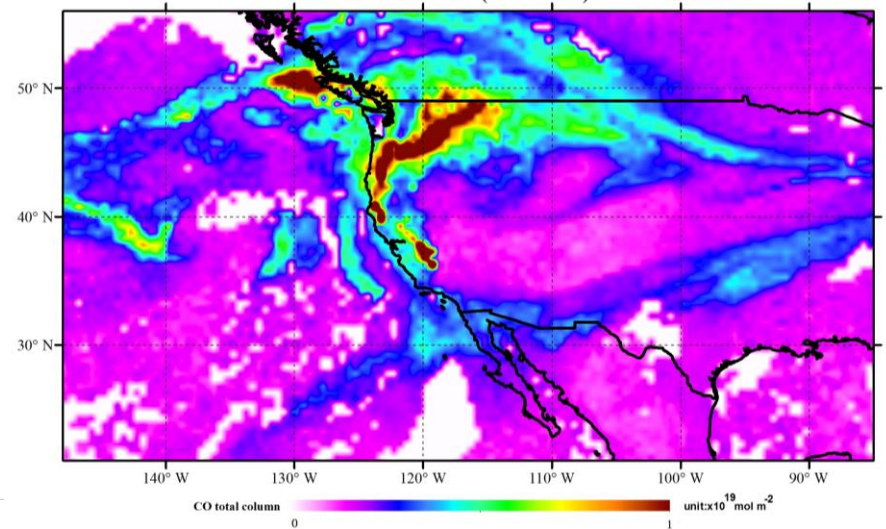 50° N
40° N
30° N
140° W
130° W
120° W
110° W
100° W
90° W
CO total column
unit:x10¹⁹ mol m⁻²
0
1